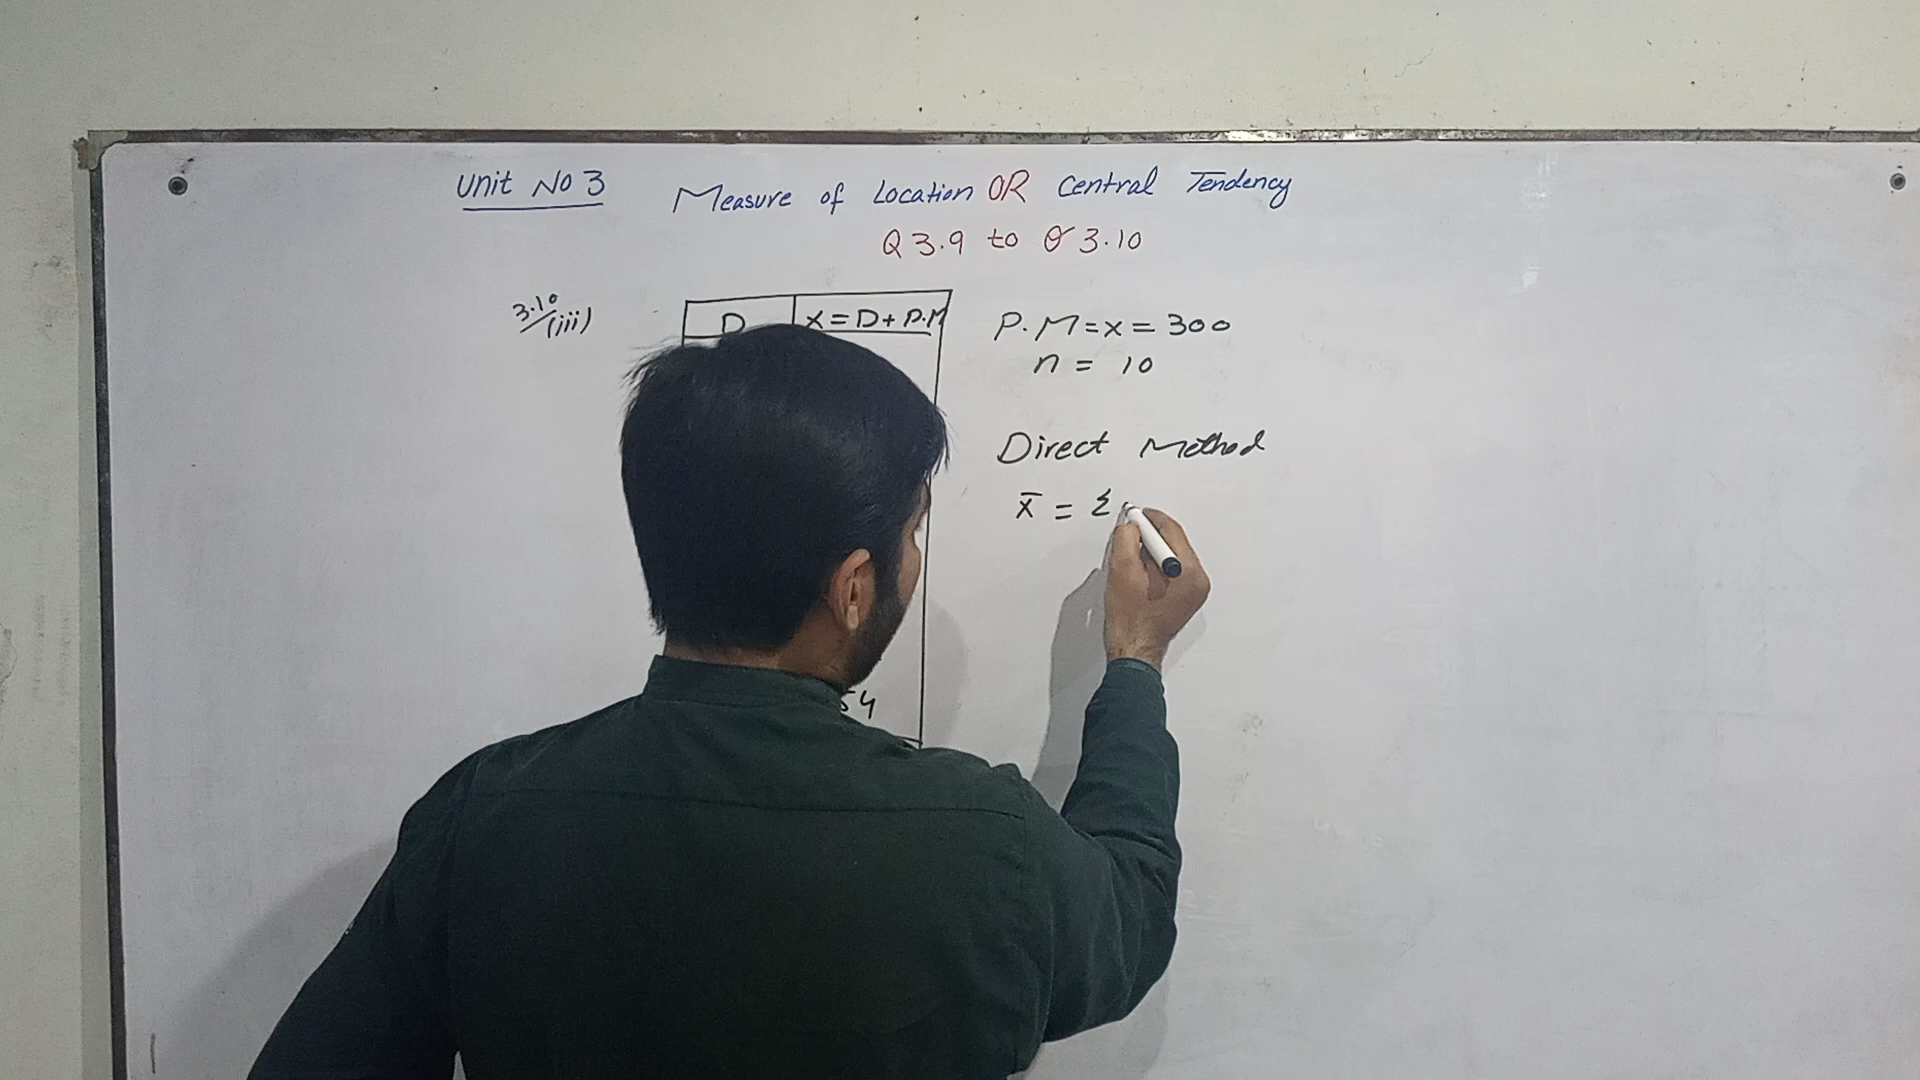 Unit No 3 Measure of Location OR Central Tendency
Q 3.9 to Q 3.10
3.10/(iii)
D X = D + P.M
P.M = x = 300
n = 10
Direct Method
x̄ = Σ
54